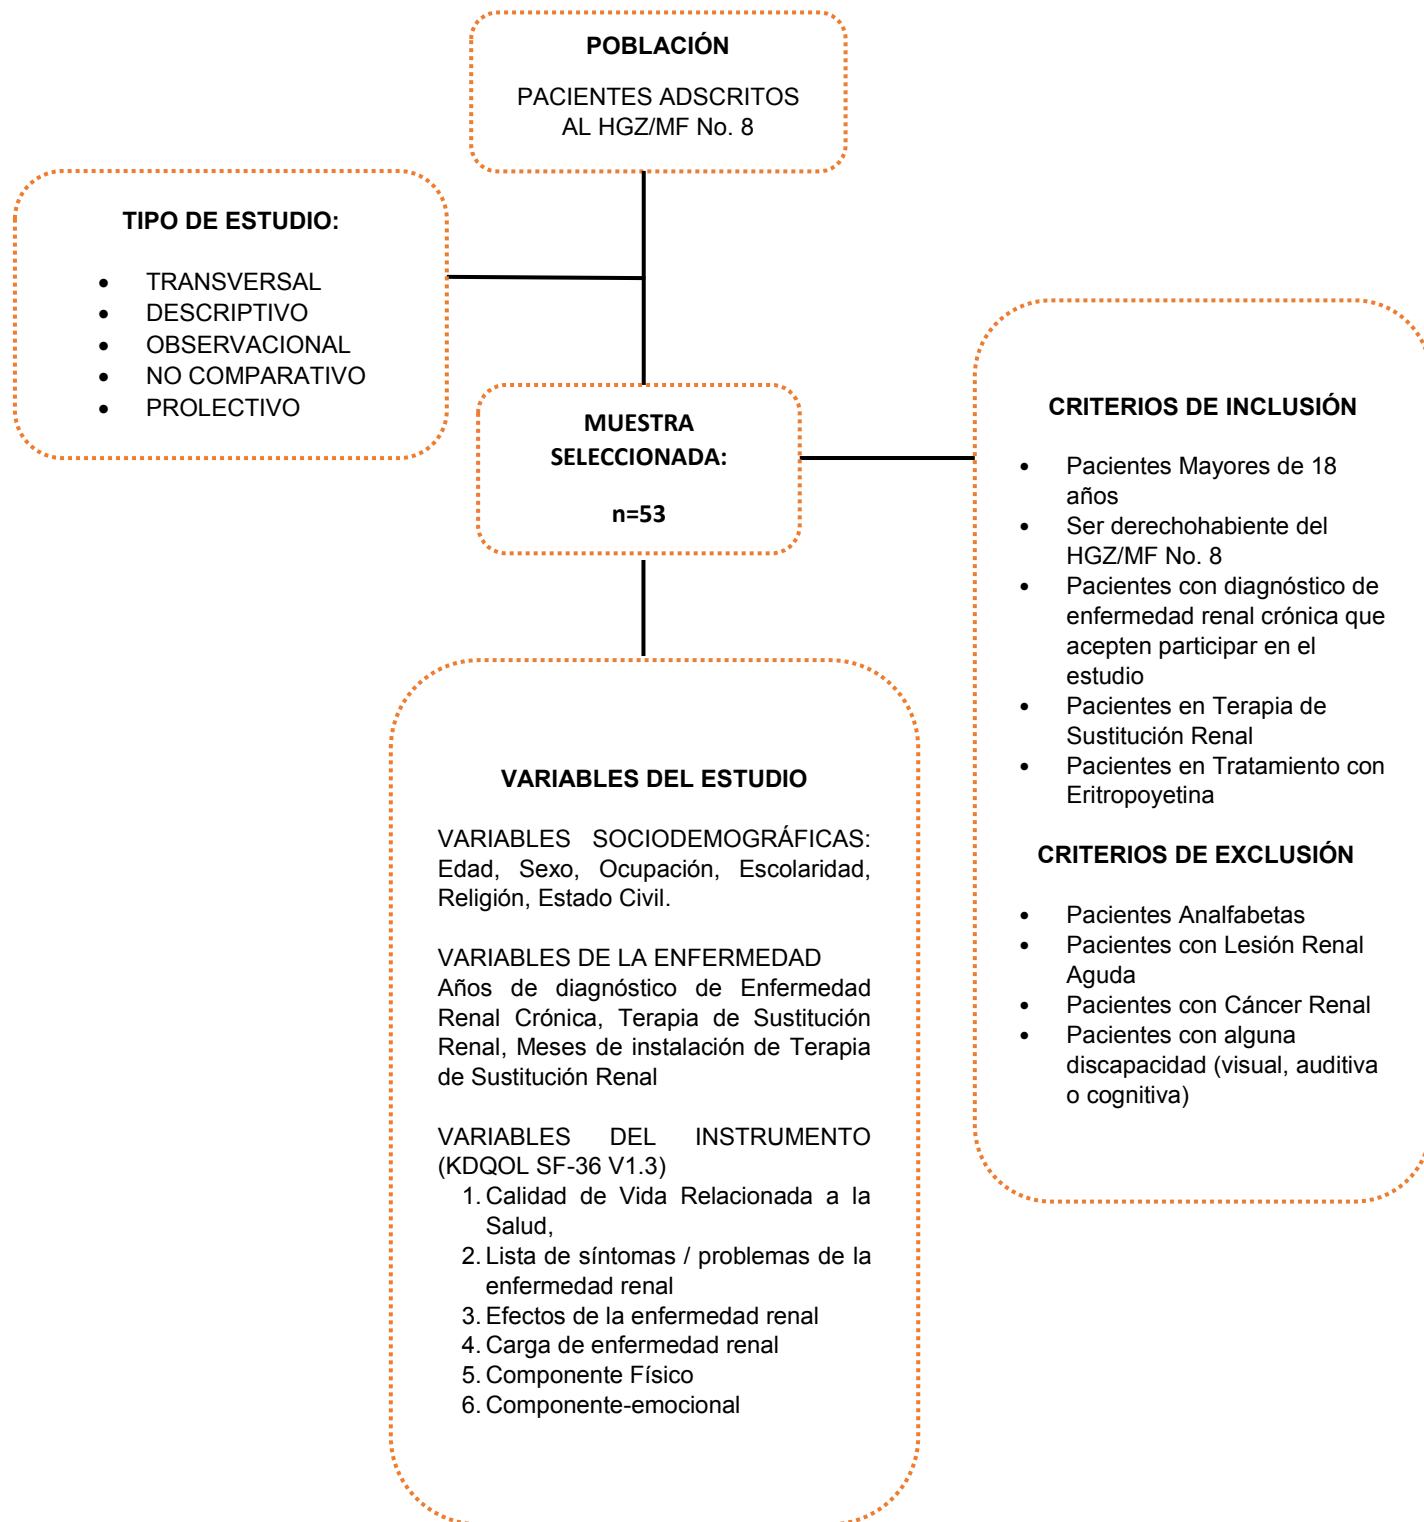 POBLACIÓN
PACIENTES ADSCRITOS
AL HGZ/MF No. 8
TIPO DE ESTUDIO:
• TRANSVERSAL
• DESCRIPTIVO
• OBSERVACIONAL
• NO COMPARATIVO
• PROLECTIVO
MUESTRA
SELECCIONADA:
n=53
CRITERIOS DE INCLUSIÓN
• Pacientes Mayores de 18
años
• Ser derechohabiente del
HGZ/MF No. 8
• Pacientes con diagnóstico de
enfermedad renal crónica que
acepten participar en el
estudio
• Pacientes en Terapia de
Sustitución Renal
• Pacientes en Tratamiento con
Eritropoyetina
CRITERIOS DE EXCLUSIÓN
• Pacientes Analfabetas
• Pacientes con Lesión Renal
Aguda
• Pacientes con Cáncer Renal
• Pacientes con alguna
discapacidad (visual, auditiva
o cognitiva)
VARIABLES DEL ESTUDIO
VARIABLES SOCIODEMOGRÁFICAS:
Edad, Sexo, Ocupación, Escolaridad,
Religión, Estado Civil.
VARIABLES DE LA ENFERMEDAD
Años de diagnóstico de Enfermedad
Renal Crónica, Terapia de Sustitución
Renal, Meses de instalación de Terapia
de Sustitución Renal
VARIABLES DEL INSTRUMENTO
(KDQOL SF-36 V1.3)
1. Calidad de Vida Relacionada a la
Salud,
2. Lista de síntomas / problemas de la
enfermedad renal
3. Efectos de la enfermedad renal
4. Carga de enfermedad renal
5. Componente Físico
6. Componente-emocional